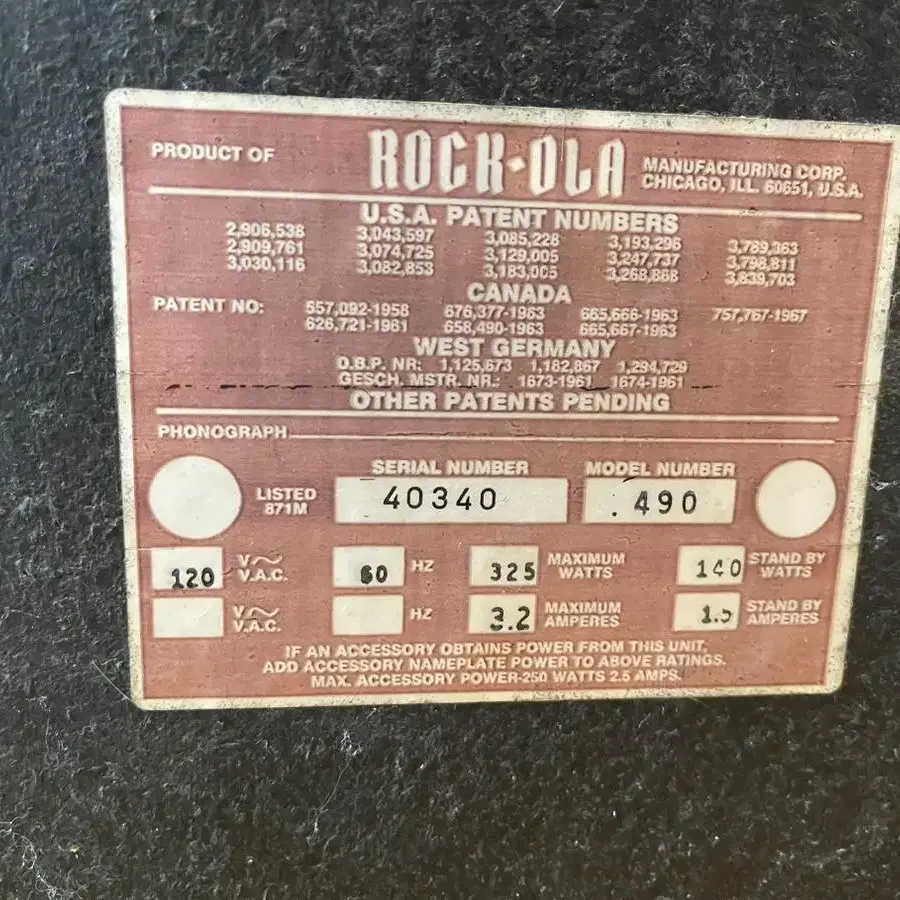 PRODUCT OF ROCK-OLA MANUFACTURING CORP.
CHICAGO, ILL. 60651, U.S.A.
U.S.A. PATENT NUMBERS
2,906,538 3,043,597 3,085,228 3,193,296 3,789,363
2,909,761 3,074,725 3,129,005 3,247,737 3,798,811
3,030,116 3,082,853 3,183,005 3,258,868 3,839,703
CANADA
PATENT NO: 557,092-1958 676,377-1963 665,666-1963 757,767-1967
626,721-1961 658,490-1963 665,667-1963
WEST GERMANY
D.B.P. NR: 1,125,673 1,182,867 1,294,729
GESCH. MSTR. NR.: 1673-1961 1674-1961
OTHER PATENTS PENDING
PHONOGRAPH
SERIAL NUMBER MODEL NUMBER
LISTED
871M
40340 490
120 V~
V.A.C. 60 HZ 325 MAXIMUM
WATTS 140 STAND BY
WATTS
V~
V.A.C. HZ 3.2 MAXIMUM
AMPERES 1.5 STAND BY
AMPERES
IF AN ACCESSORY OBTAINS POWER FROM THIS UNIT,
ADD ACCESSORY NAMEPLATE POWER TO ABOVE RATINGS.
MAX. ACCESSORY POWER-250 WATTS 2.5 AMPS.